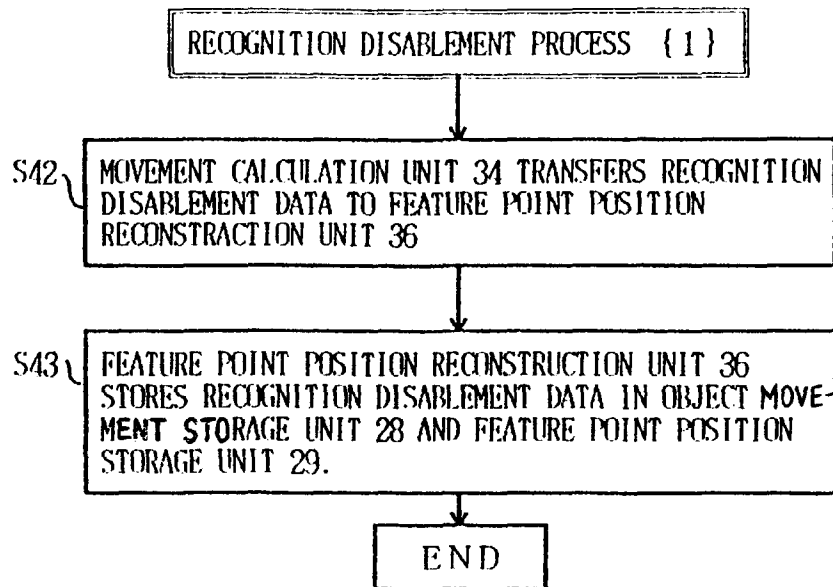 RECOGNITION DISABLEMENT PROCESS {1}
S42
MOVEMENT CALCULATION UNIT 34 TRANSFERS RECOGNITION
DISABLEMENT DATA TO FEATURE POINT POSITION
RECONSTRACTION UNIT 36
S43
FEATURE POINT POSITION RECONSTRUCTION UNIT 36
STORES RECOGNITION DISABLEMENT DATA IN OBJECT MOVE-
MENT STORAGE UNIT 28 AND FEATURE POINT POSITION
STORAGE UNIT 29.
END